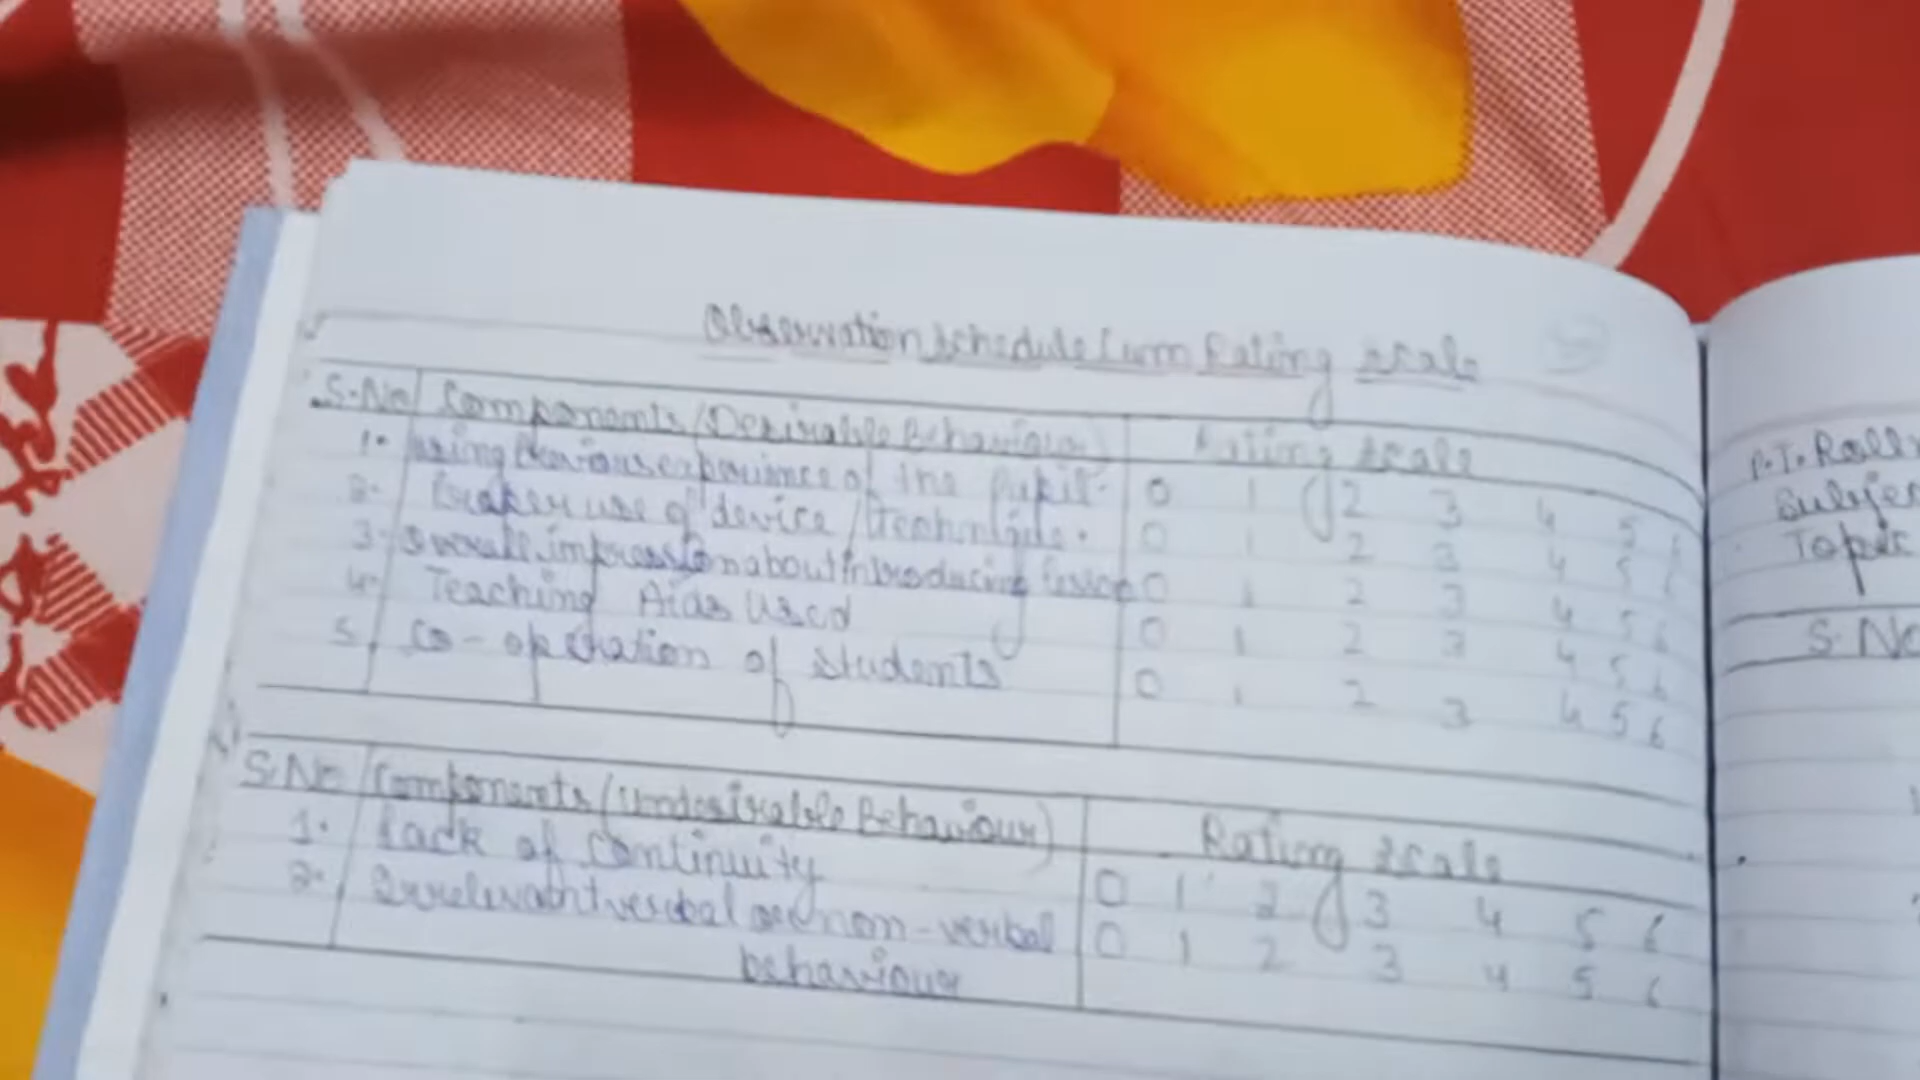 Observation Schedule Cum Rating Scale
S.No Components/(Desirable Behaviour) Rating Scale
1. Using Previous experience of the Pupil. 0 1 2 3 4 5 6
2. Proper use of device/technique. 0 1 2 3 4 5 6
3. Overall impression about introducing lesson 0 1 2 3 4 5 6
4. Teaching Aids Used 0 1 2 3 4 5 6
5. Co-operation of students 0 1 2 3 4 5 6
S.No Components (Undesirable Behaviour) Rating Scale
1. Lack of Continuity 0 1 2 3 4 5 6
2. Irrelevant verbal or non-verbal 0 1 2 3 4 5 6
behaviour
P.T. Roll
Subjec
Topic
S.No